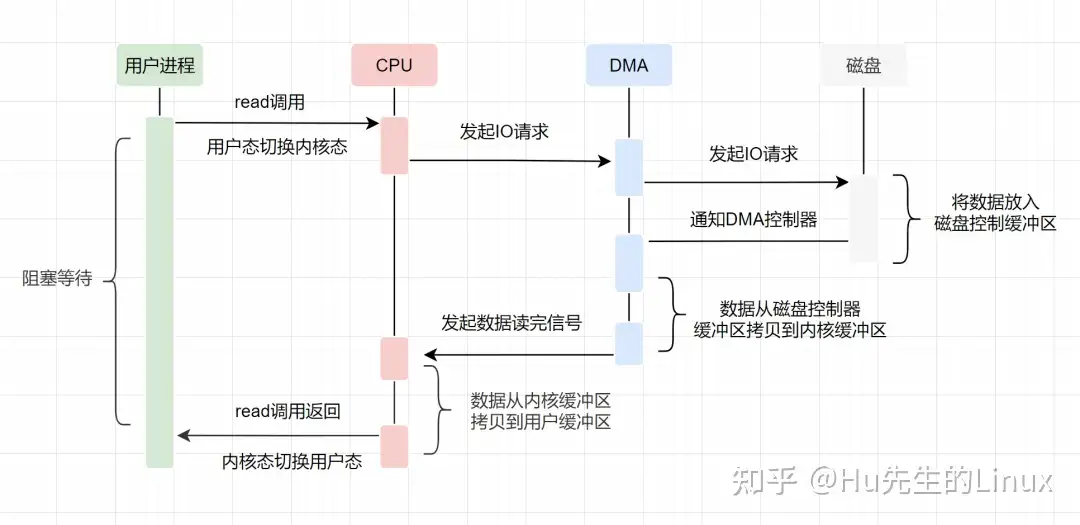 用户进程
CPU
DMA
磁盘
read调用
用户态切换内核态
发起IO请求
发起IO请求
将数据放入
磁盘控制缓冲区
通知DMA控制器
阻塞等待
数据从磁盘控制器
缓冲区拷贝到内核缓冲区
发起数据读完信号
数据从内核缓冲区
拷贝到用户缓冲区
read调用返回
内核态切换用户态
知乎 @Hu先生的Linux